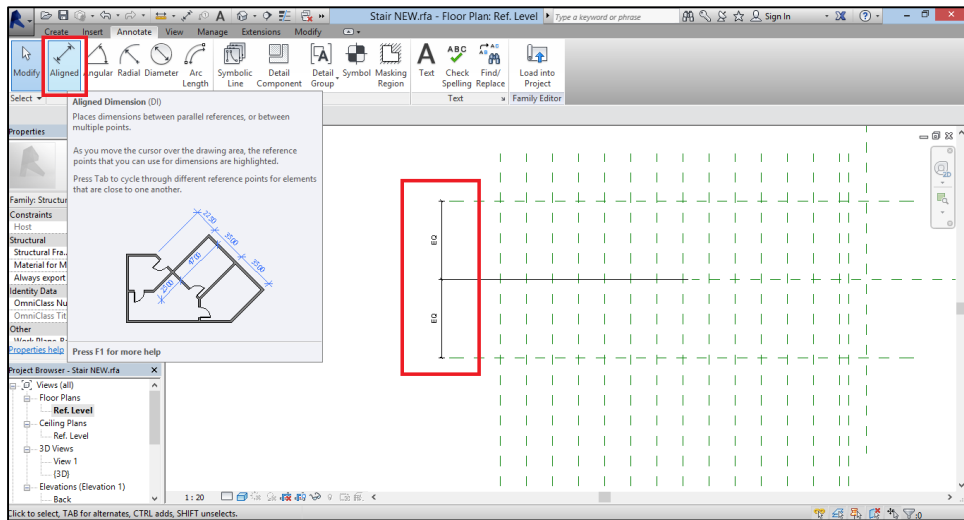 Stair NEW.rfa - Floor Plan: Ref. Level
Type a keyword or phrase
Sign In
Create Insert Annotate View Manage Extensions Modify
Modify Aligned Angular Radial Diameter Arc Length Symbolic Line Detail Component Detail Group Symbol Masking Region Text Check Spelling Find/ Replace Load into Project
Select Text Family Editor
Aligned Dimension (DI)
Places dimensions between parallel references, or between
multiple points.
As you move the cursor over the drawing area, the reference
points that you can use for dimensions are highlighted.
Press Tab to cycle through different reference points for elements
that are close to one another.
Press F1 for more help
Properties
Family: Structur
Constraints
Host
Structural
Structural Fra..
Material for M
Always export
Identity Data
OmniClass Nu
OmniClass Tit
Other
Properties help
EQ
EQ
Project Browser - Stair NEW.rfa
Views (all)
Floor Plans
Ref. Level
Ceiling Plans
Ref. Level
3D Views
View 1
{3D}
Elevations (Elevation 1)
Back
1 : 20
Click to select, TAB for alternates, CTRL adds, SHIFT unselects.
:0